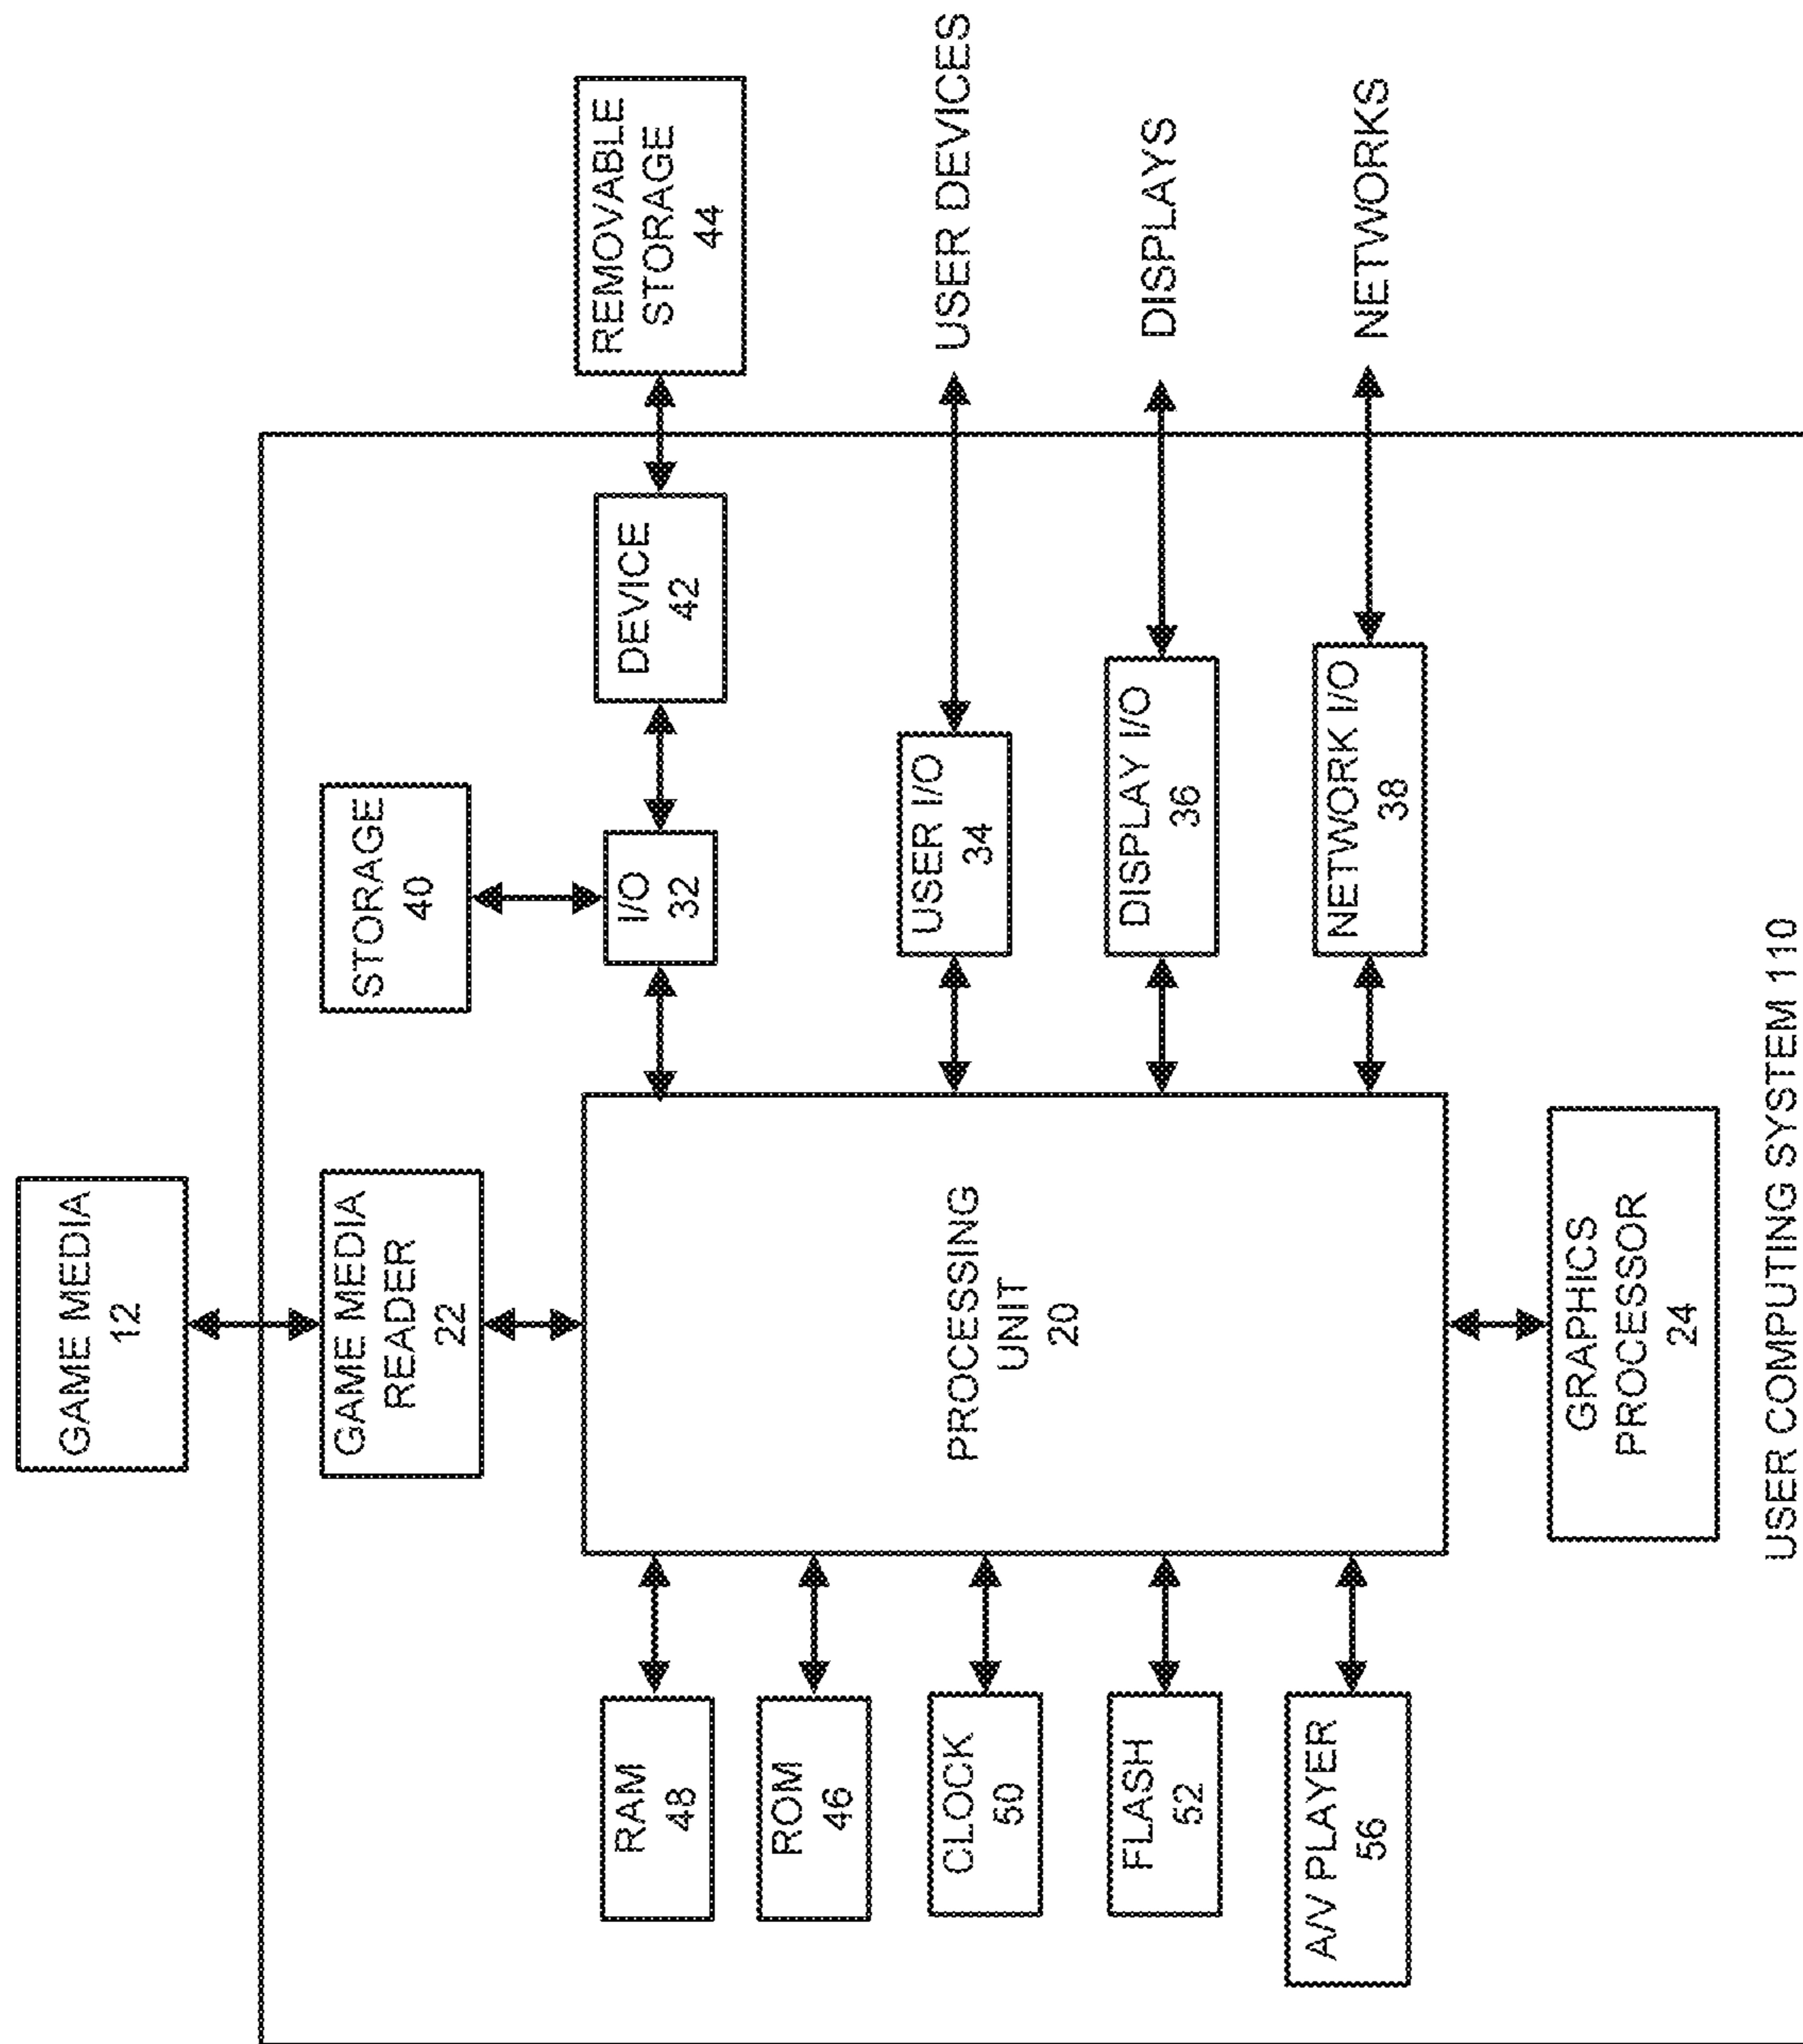 GAME MEDIA
12
GAME MEDIA
READER
22
STORAGE
40
RAM
48
ROM
46
CLOCK
50
FLASH
52
A/V PLAYER
56
PROCESSING
UNIT
20
I/O
32
DEVICE
42
REMOVABLE
STORAGE
44
USER I/O
34
USER DEVICES
DISPLAY I/O
36
DISPLAYS
NETWORK I/O
38
NETWORKS
GRAPHICS
PROCESSOR
24
USER COMPUTING SYSTEM 110